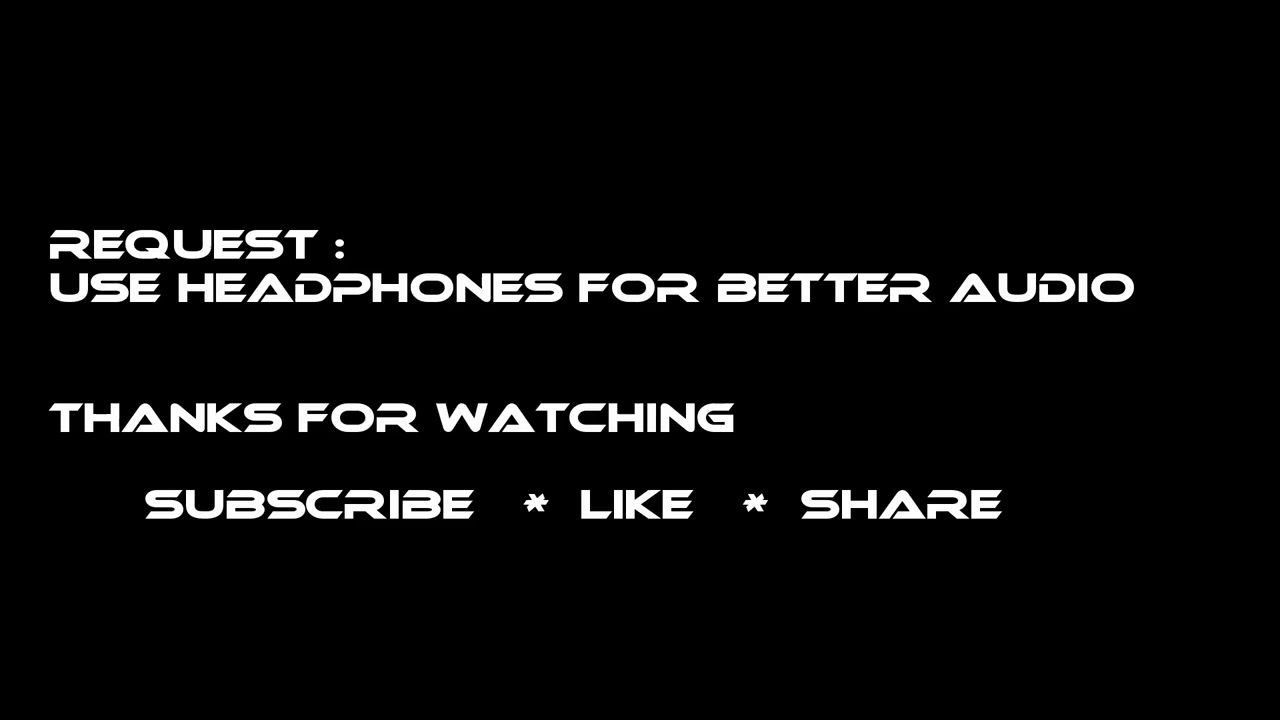 REQUEST :
USE HEADPHONES FOR BETTER AUDIO
THANKS FOR WATCHING
SUBSCRIBE * LIKE * SHARE